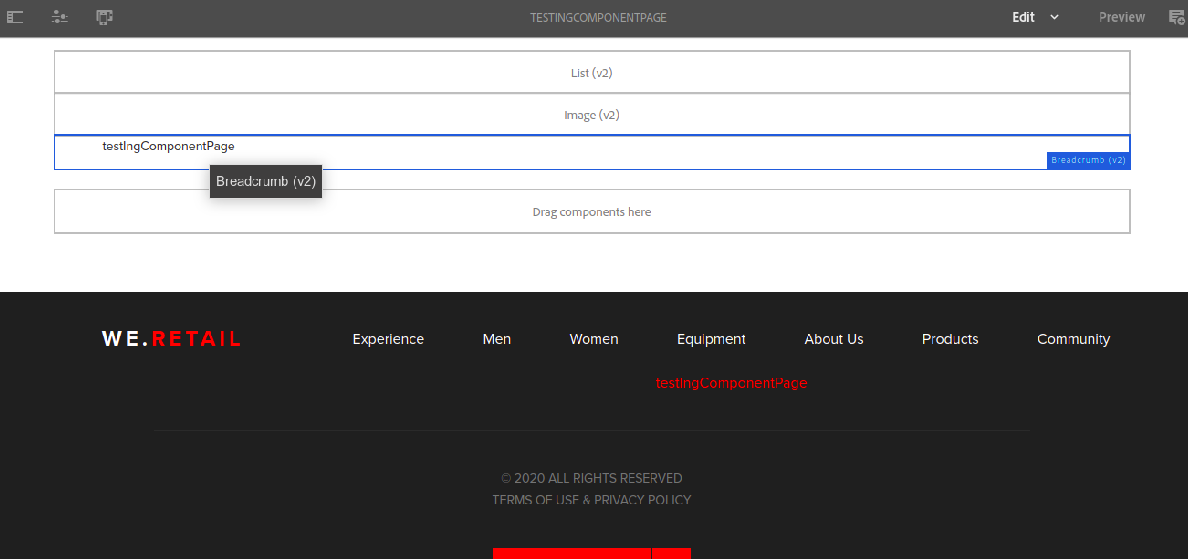 TESTINGCOMPONENTPAGE
Edit
Preview
List (v2)
Image (v2)
testIngComponentPage
Breadcrumb (v2)
Breadcrumb (v2)
Drag components here
WE.RETAIL
Experience
Men
Women
Equipment
About Us
Products
Community
testIngComponentPage
© 2020 ALL RIGHTS RESERVED
TERMS OF USE & PRIVACY POLICY